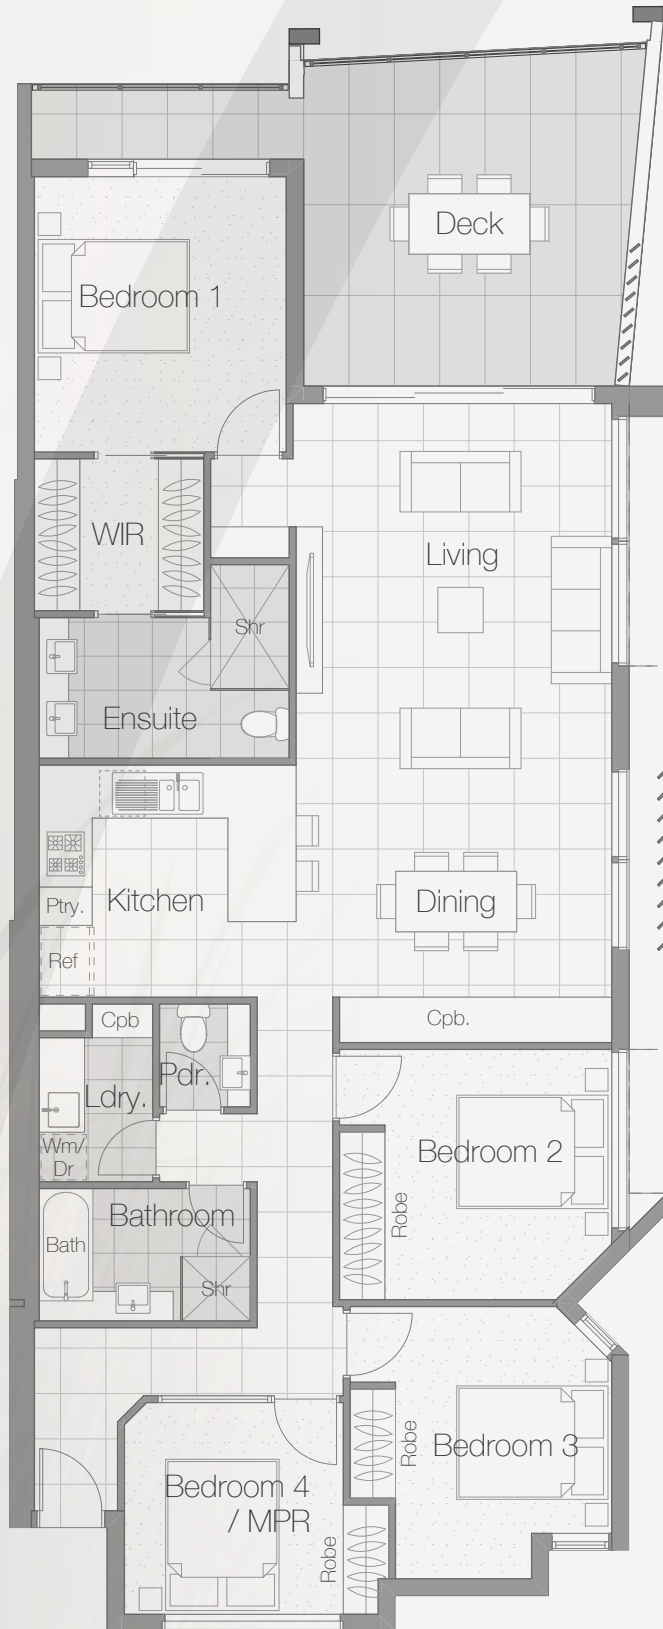 Deck
Bedroom 1
WIR
Living
Shr
Ensuite
Kitchen
Dining
Ptry.
Ref
Cpb
Cpb.
Pdr.
Ldry.
Wm/
Dr
Bedroom 2
Robe
Bathroom
Bath
Shr
Bedroom 3
Robe
Bedroom 4
/ MPR
Robe